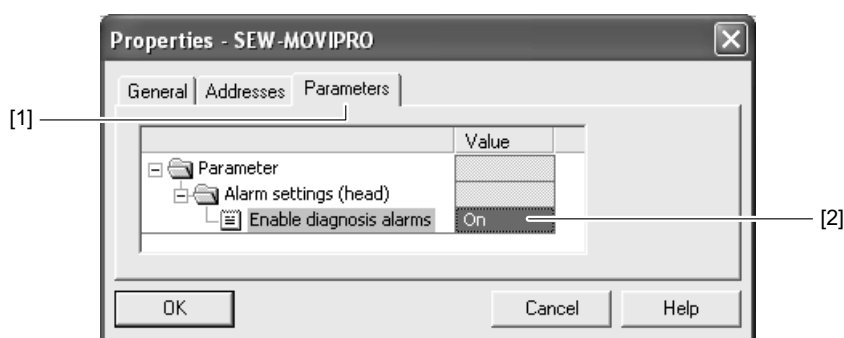 Properties - SEW-MOVIPRO
General Addresses Parameters
[1]
Value
Parameter
Alarm settings (head)
Enable diagnosis alarms On
[2]
OK Cancel Help